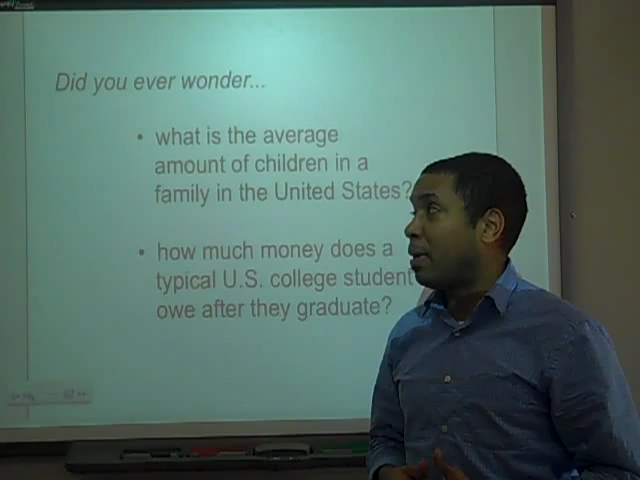 Did you ever wonder...
• what is the average
amount of children in a
family in the United States?
• how much money does a
typical U.S. college student
owe after they graduate?